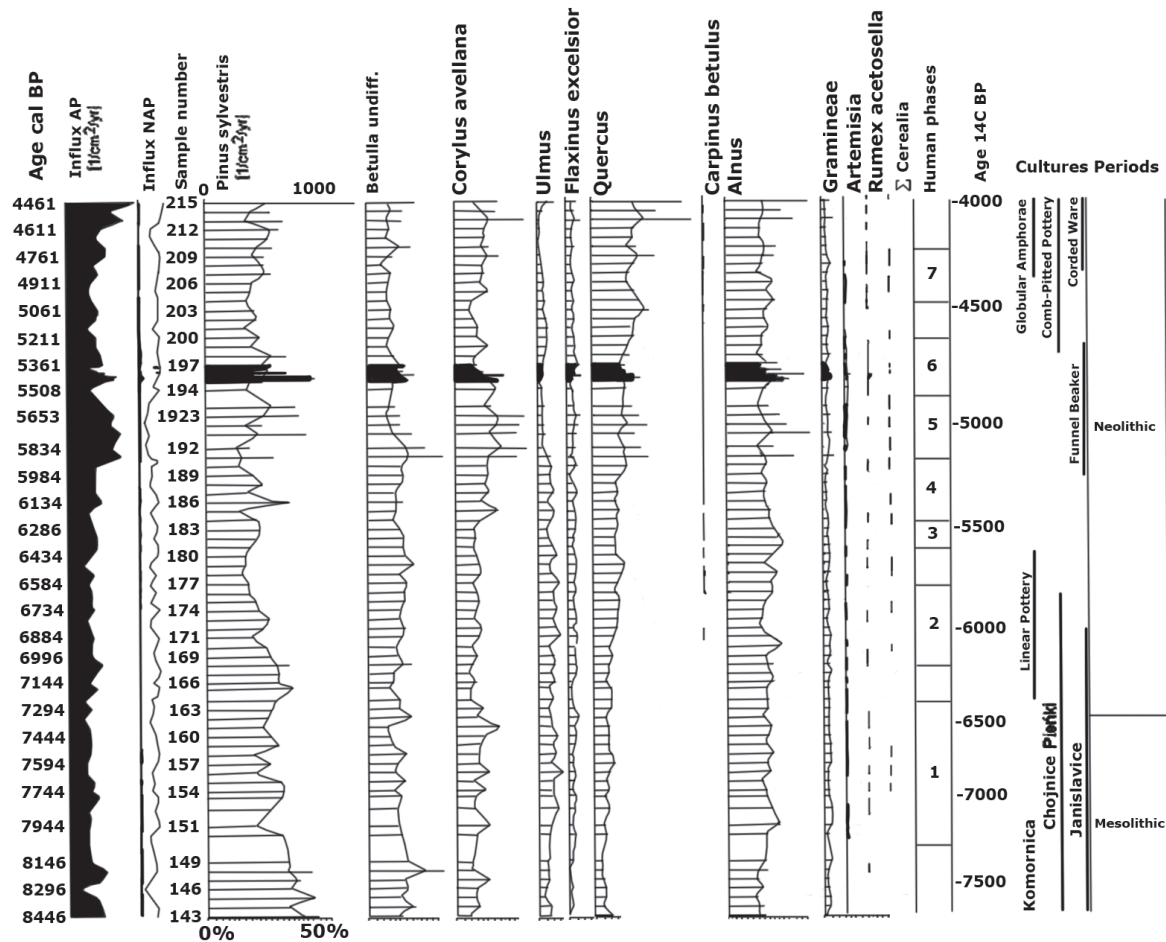 Age cal BP
Influx AP
[1/cm^2/yr]
Influx NAP
Sample number
Pinus sylvestris
[1/cm^2/yr]
Betulla undiff.
Corylus avellana
Ulmus
Flaxinus excelsior
Quercus
Carpinus betulus
Alnus
Gramineae
Artemisia
Rumex acetosella
∑ Cerealia
Human phases
Age 14C BP
Cultures Periods
0 1000
4461
4611
4761
4911
5061
5211
5361
5508
5653
5834
5984
6134
6286
6434
6584
6734
6884
6996
7144
7294
7444
7594
7744
7944
8146
8296
8446
215
212
209
206
203
200
197
194
1923
192
189
186
183
180
177
174
171
169
166
163
160
157
154
151
149
146
143
0% 50%
7
6
5
4
3
2
1
-4000
-4500
-5000
-5500
-6000
-6500
-7000
-7500
Globular Amphorae
Comb-Pitted Pottery
Corded Ware
Funnel Beaker
Neolithic
Linear Pottery
Komornica
Chojnice
Janislavice
Mesolithic